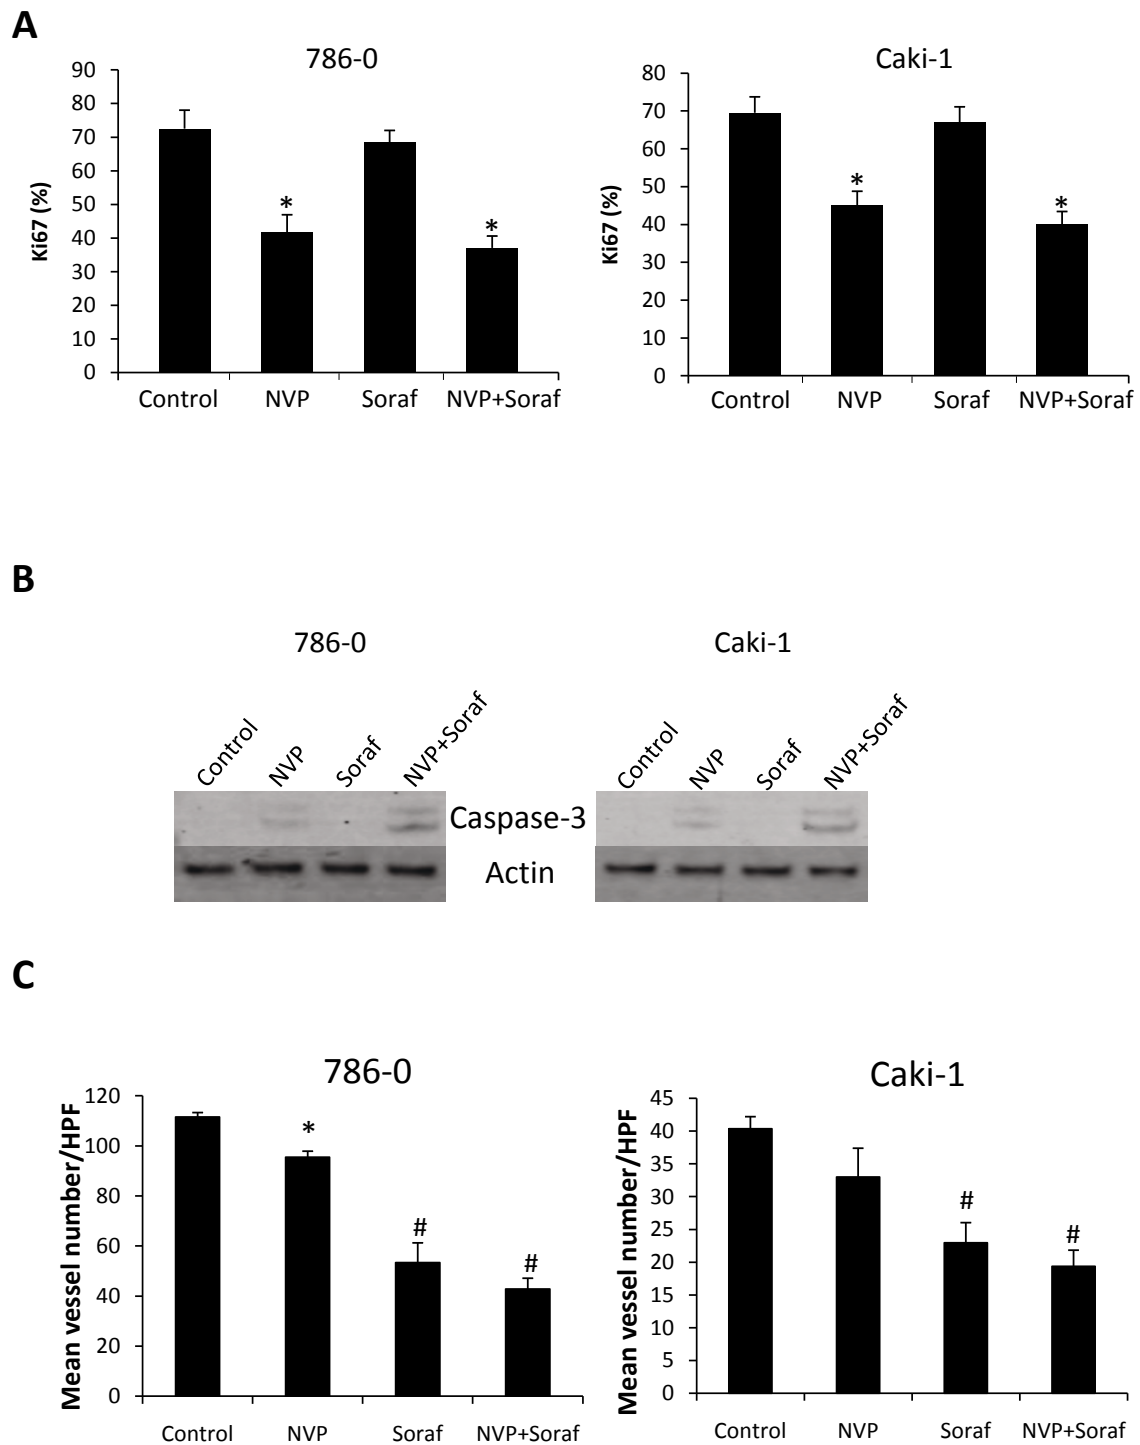 A
786-0
Caki-1
Ki67 (%)
90
80
70
60
50
40
30
20
10
0
*
*
Control NVP Soraf NVP+Soraf
Ki67 (%)
80
70
60
50
40
30
20
10
0
*
*
Control NVP Soraf NVP+Soraf
B
786-0
Caki-1
Control NVP Soraf NVP+Soraf
Control NVP Soraf NVP+Soraf
Caspase-3
Actin
C
786-0
Caki-1
Mean vessel number/HPF
120
100
80
60
40
20
0
*
#
#
Control NVP Soraf NVP+Soraf
Mean vessel number/HPF
45
40
35
30
25
20
15
10
5
0
#
#
Control NVP Soraf NVP+Soraf